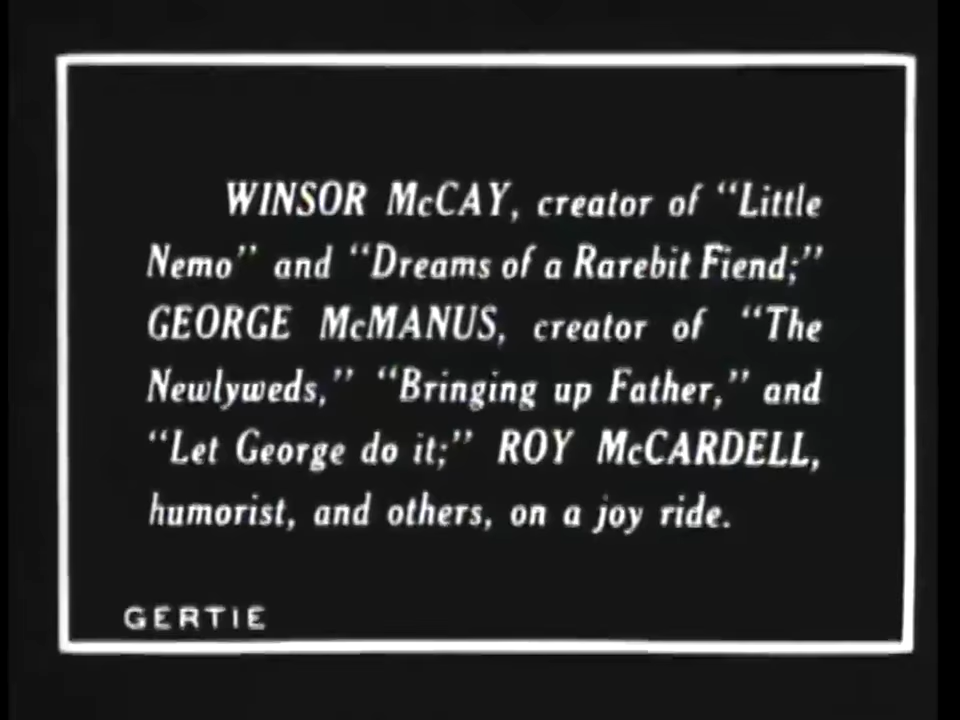 WINSOR McCAY, creator of "Little
Nemo" and "Dreams of a Rarebit Fiend;"
GEORGE McMANUS, creator of "The
Newlyweds," "Bringing up Father," and
"Let George do it;" ROY McCARDELL,
humorist, and others, on a joy ride.
GERTIE